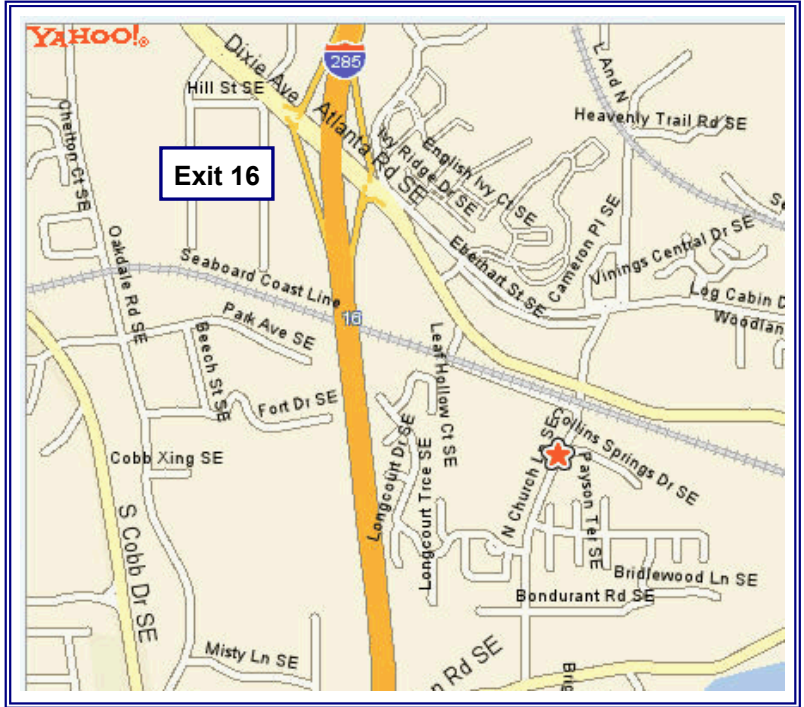 YAHOO!®
285
Dixie Ave
Hill St SE
L And N
Heavenly Trail Rd SE
Chelton Ct SE
Atlanta Rd SE
Ivy Ridge Dr SE
English Ivy Ct SE
Exit 16
Cameron Pl SE
Vinings Central Dr SE
Se
Oakdale Rd SE
Seaboard Coast Line
Eberhart St SE
Log Cabin D
Woodlan
16
Park Ave SE
Beech St SE
Leaf Hollow Ct SE
Fort Dr SE
Collins Springs Dr SE
Cobb Xing SE
Longcourt Dr SE
Longcourt Trce SE
N Church Ln SE
Payson Ter SE
S Cobb Dr SE
Bridlewood Ln SE
Bondurant Rd SE
Misty Ln SE
n Rd SE
Brig